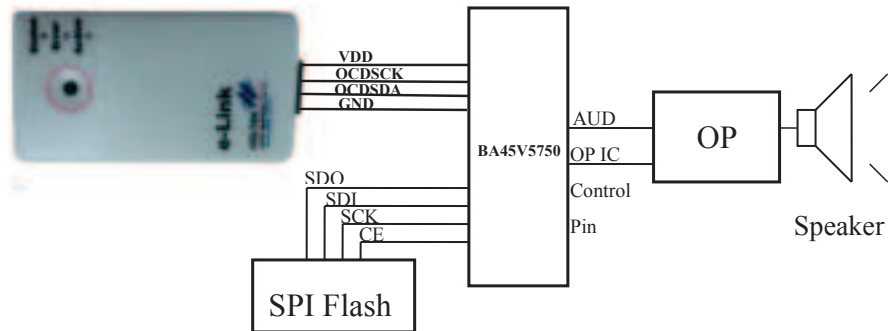 e-Link
VDD
OCDSCK
OCDSDA
GND
BA45V5750
AUD
OP IC
Control
Pin
OP
Speaker
SDO
SDI
SCK
CE
SPI Flash